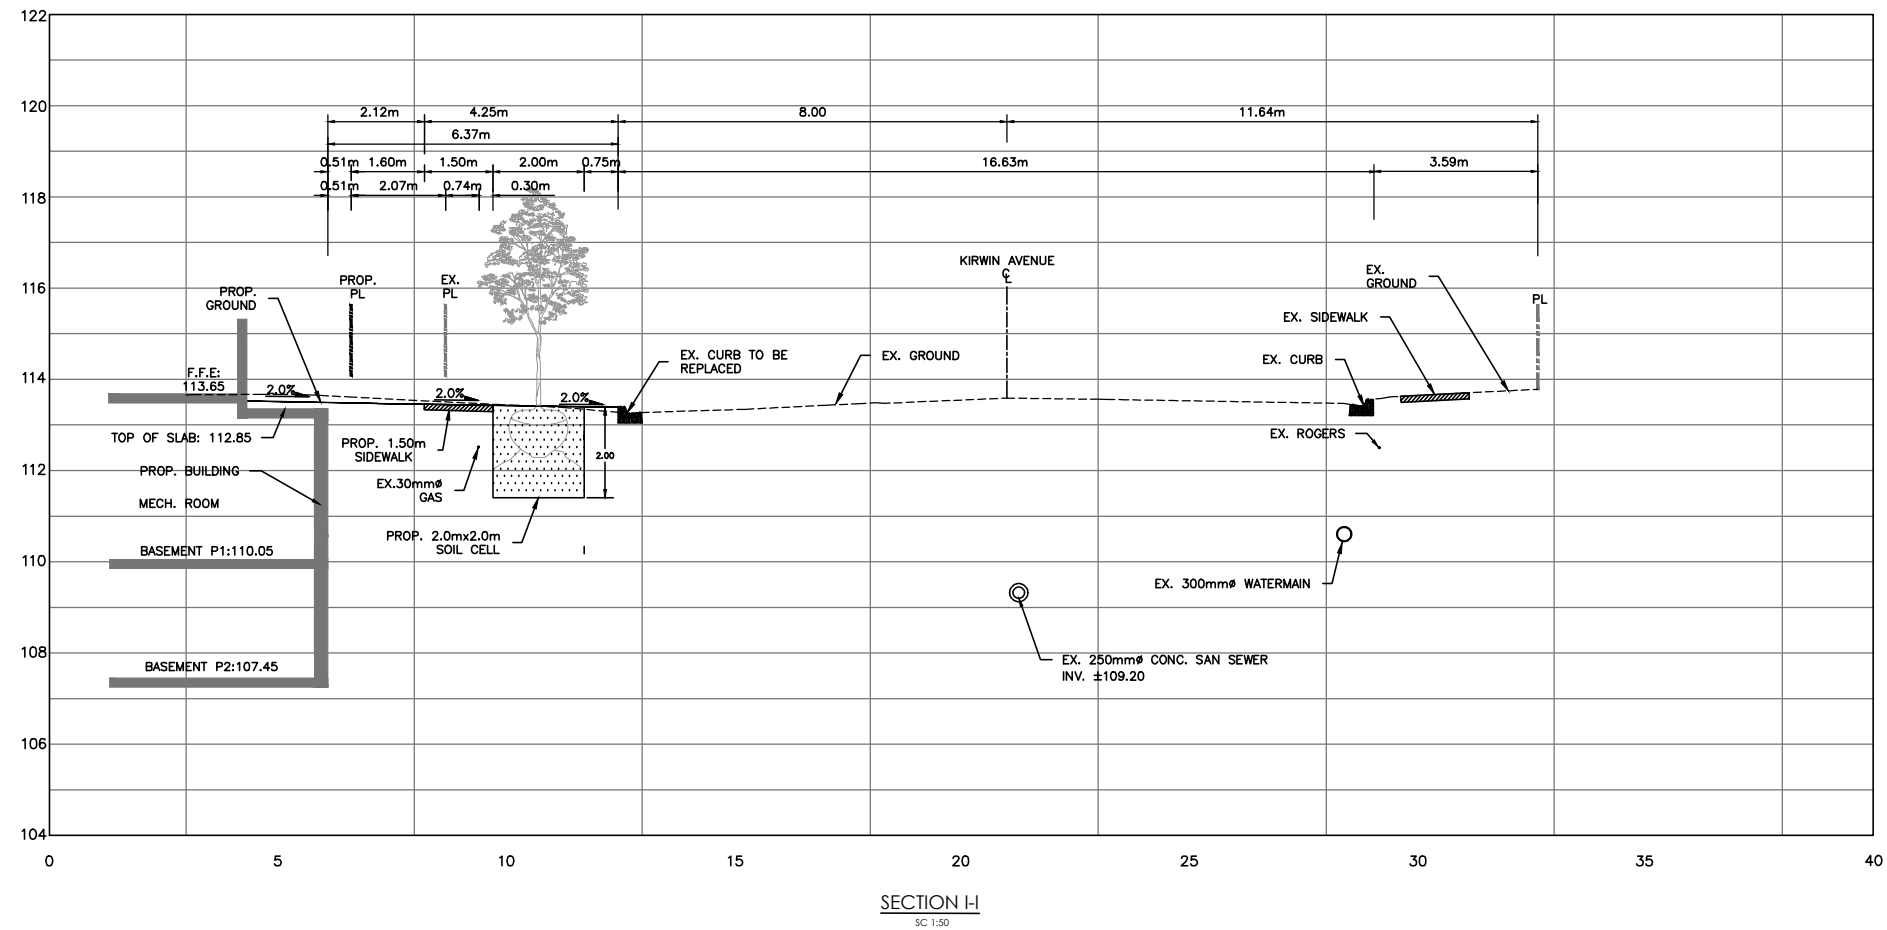 122
120
118
116
114
112
110
108
106
104
2.12m
4.25m
8.00
11.64m
6.37m
0.51m
1.60m
1.50m
2.00m
0.75m
16.63m
3.59m
0.51m
2.07m
0.74m
0.30m
KIRWIN AVENUE
℄
PROP.
GROUND
PROP.
PL
EX.
PL
EX.
GROUND
PL
EX. SIDEWALK
EX. CURB TO BE
REPLACED
EX. GROUND
EX. CURB
F.F.E:
113.65
2.0%
2.0%
2.0%
TOP OF SLAB: 112.85
PROP. 1.50m
SIDEWALK
2.00
EX. ROGERS
PROP. BUILDING
MECH. ROOM
EX.30mmø
GAS
PROP. 2.0mx2.0m
SOIL CELL
BASEMENT P1:110.05
EX. 300mmø WATERMAIN
BASEMENT P2:107.45
EX. 250mmø CONC. SAN SEWER
INV. ±109.20
0
5
10
15
20
25
30
35
40
SECTION I-I
SC 1:50